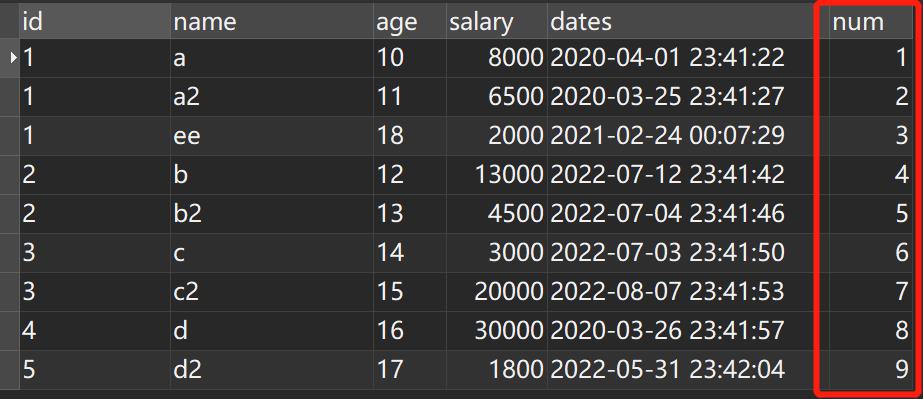 id name age salary dates num
1 a 10 8000 2020-04-01 23:41:22 1
1 a2 11 6500 2020-03-25 23:41:27 2
1 ee 18 2000 2021-02-24 00:07:29 3
2 b 12 13000 2022-07-12 23:41:42 4
2 b2 13 4500 2022-07-04 23:41:46 5
3 c 14 3000 2022-07-03 23:41:50 6
3 c2 15 20000 2022-08-07 23:41:53 7
4 d 16 30000 2020-03-26 23:41:57 8
5 d2 17 1800 2022-05-31 23:42:04 9